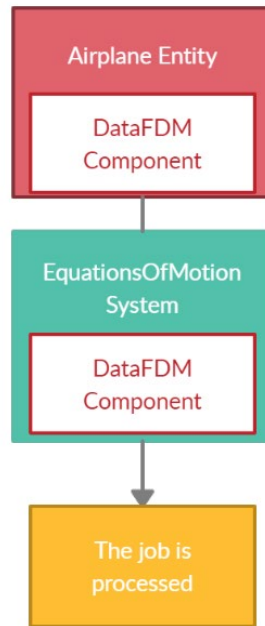 Airplane Entity
DataFDM
Component
EquationsOfMotion
System
DataFDM
Component
The job is
processed